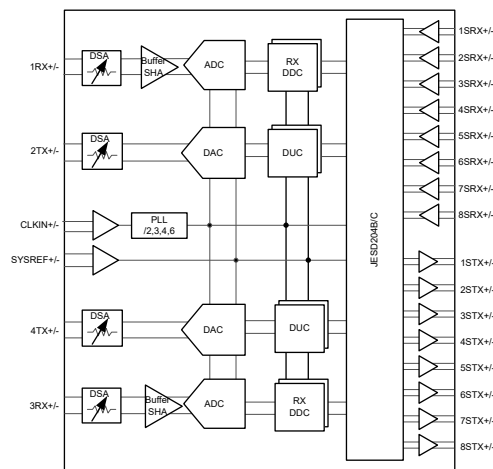 1RX+/-
DSA
Buffer
SHA
ADC
RX
DDC
2TX+/-
DSA
DAC
DUC
CLKIN+/-
PLL
/2,3,4,6
SYSREF+/-
4TX+/-
DSA
DAC
DUC
3RX+/-
DSA
Buffer
SHA
ADC
RX
DDC
JESD204B/C
1SRX+/-
2SRX+/-
3SRX+/-
4SRX+/-
5SRX+/-
6SRX+/-
7SRX+/-
8SRX+/-
1STX+/-
2STX+/-
3STX+/-
4STX+/-
5STX+/-
6STX+/-
7STX+/-
8STX+/-